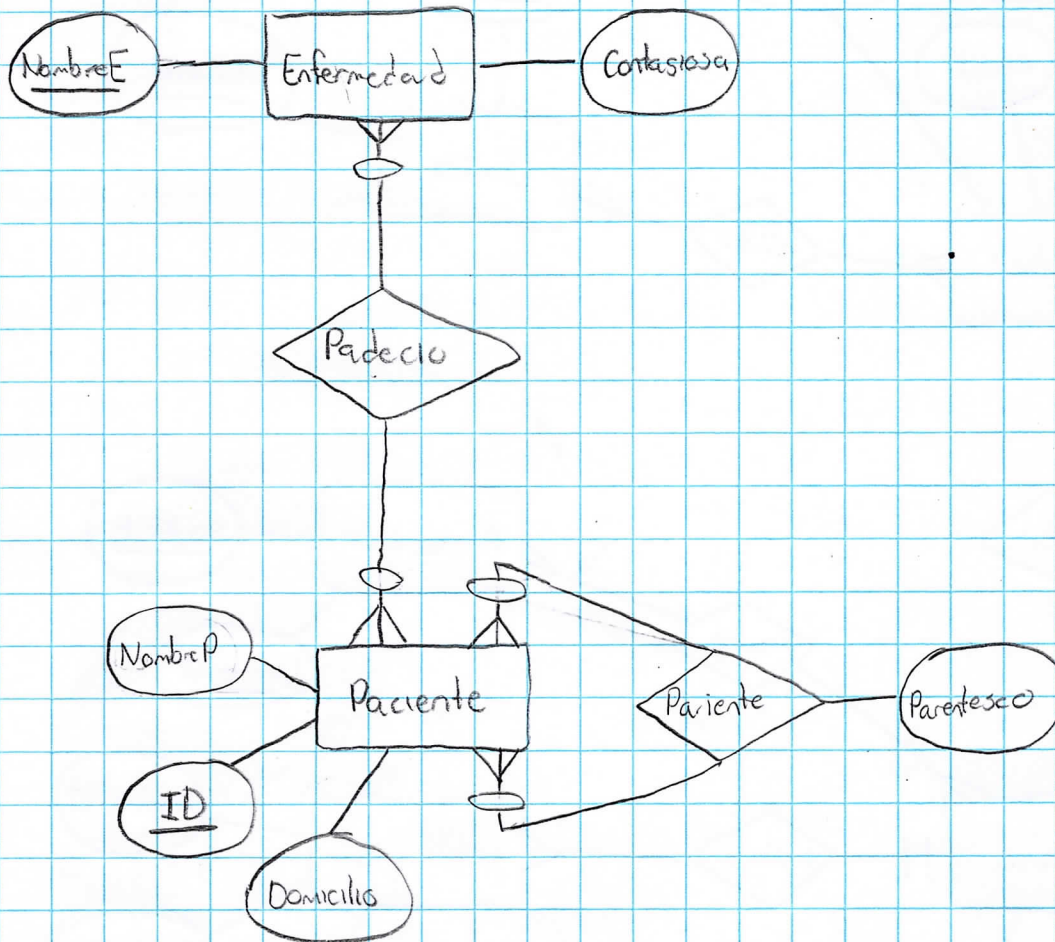 NombreE
Enfermedad
Contagiosa
Padecio
NombreP
Paciente
Pariente
Parentesco
ID
Domicilio